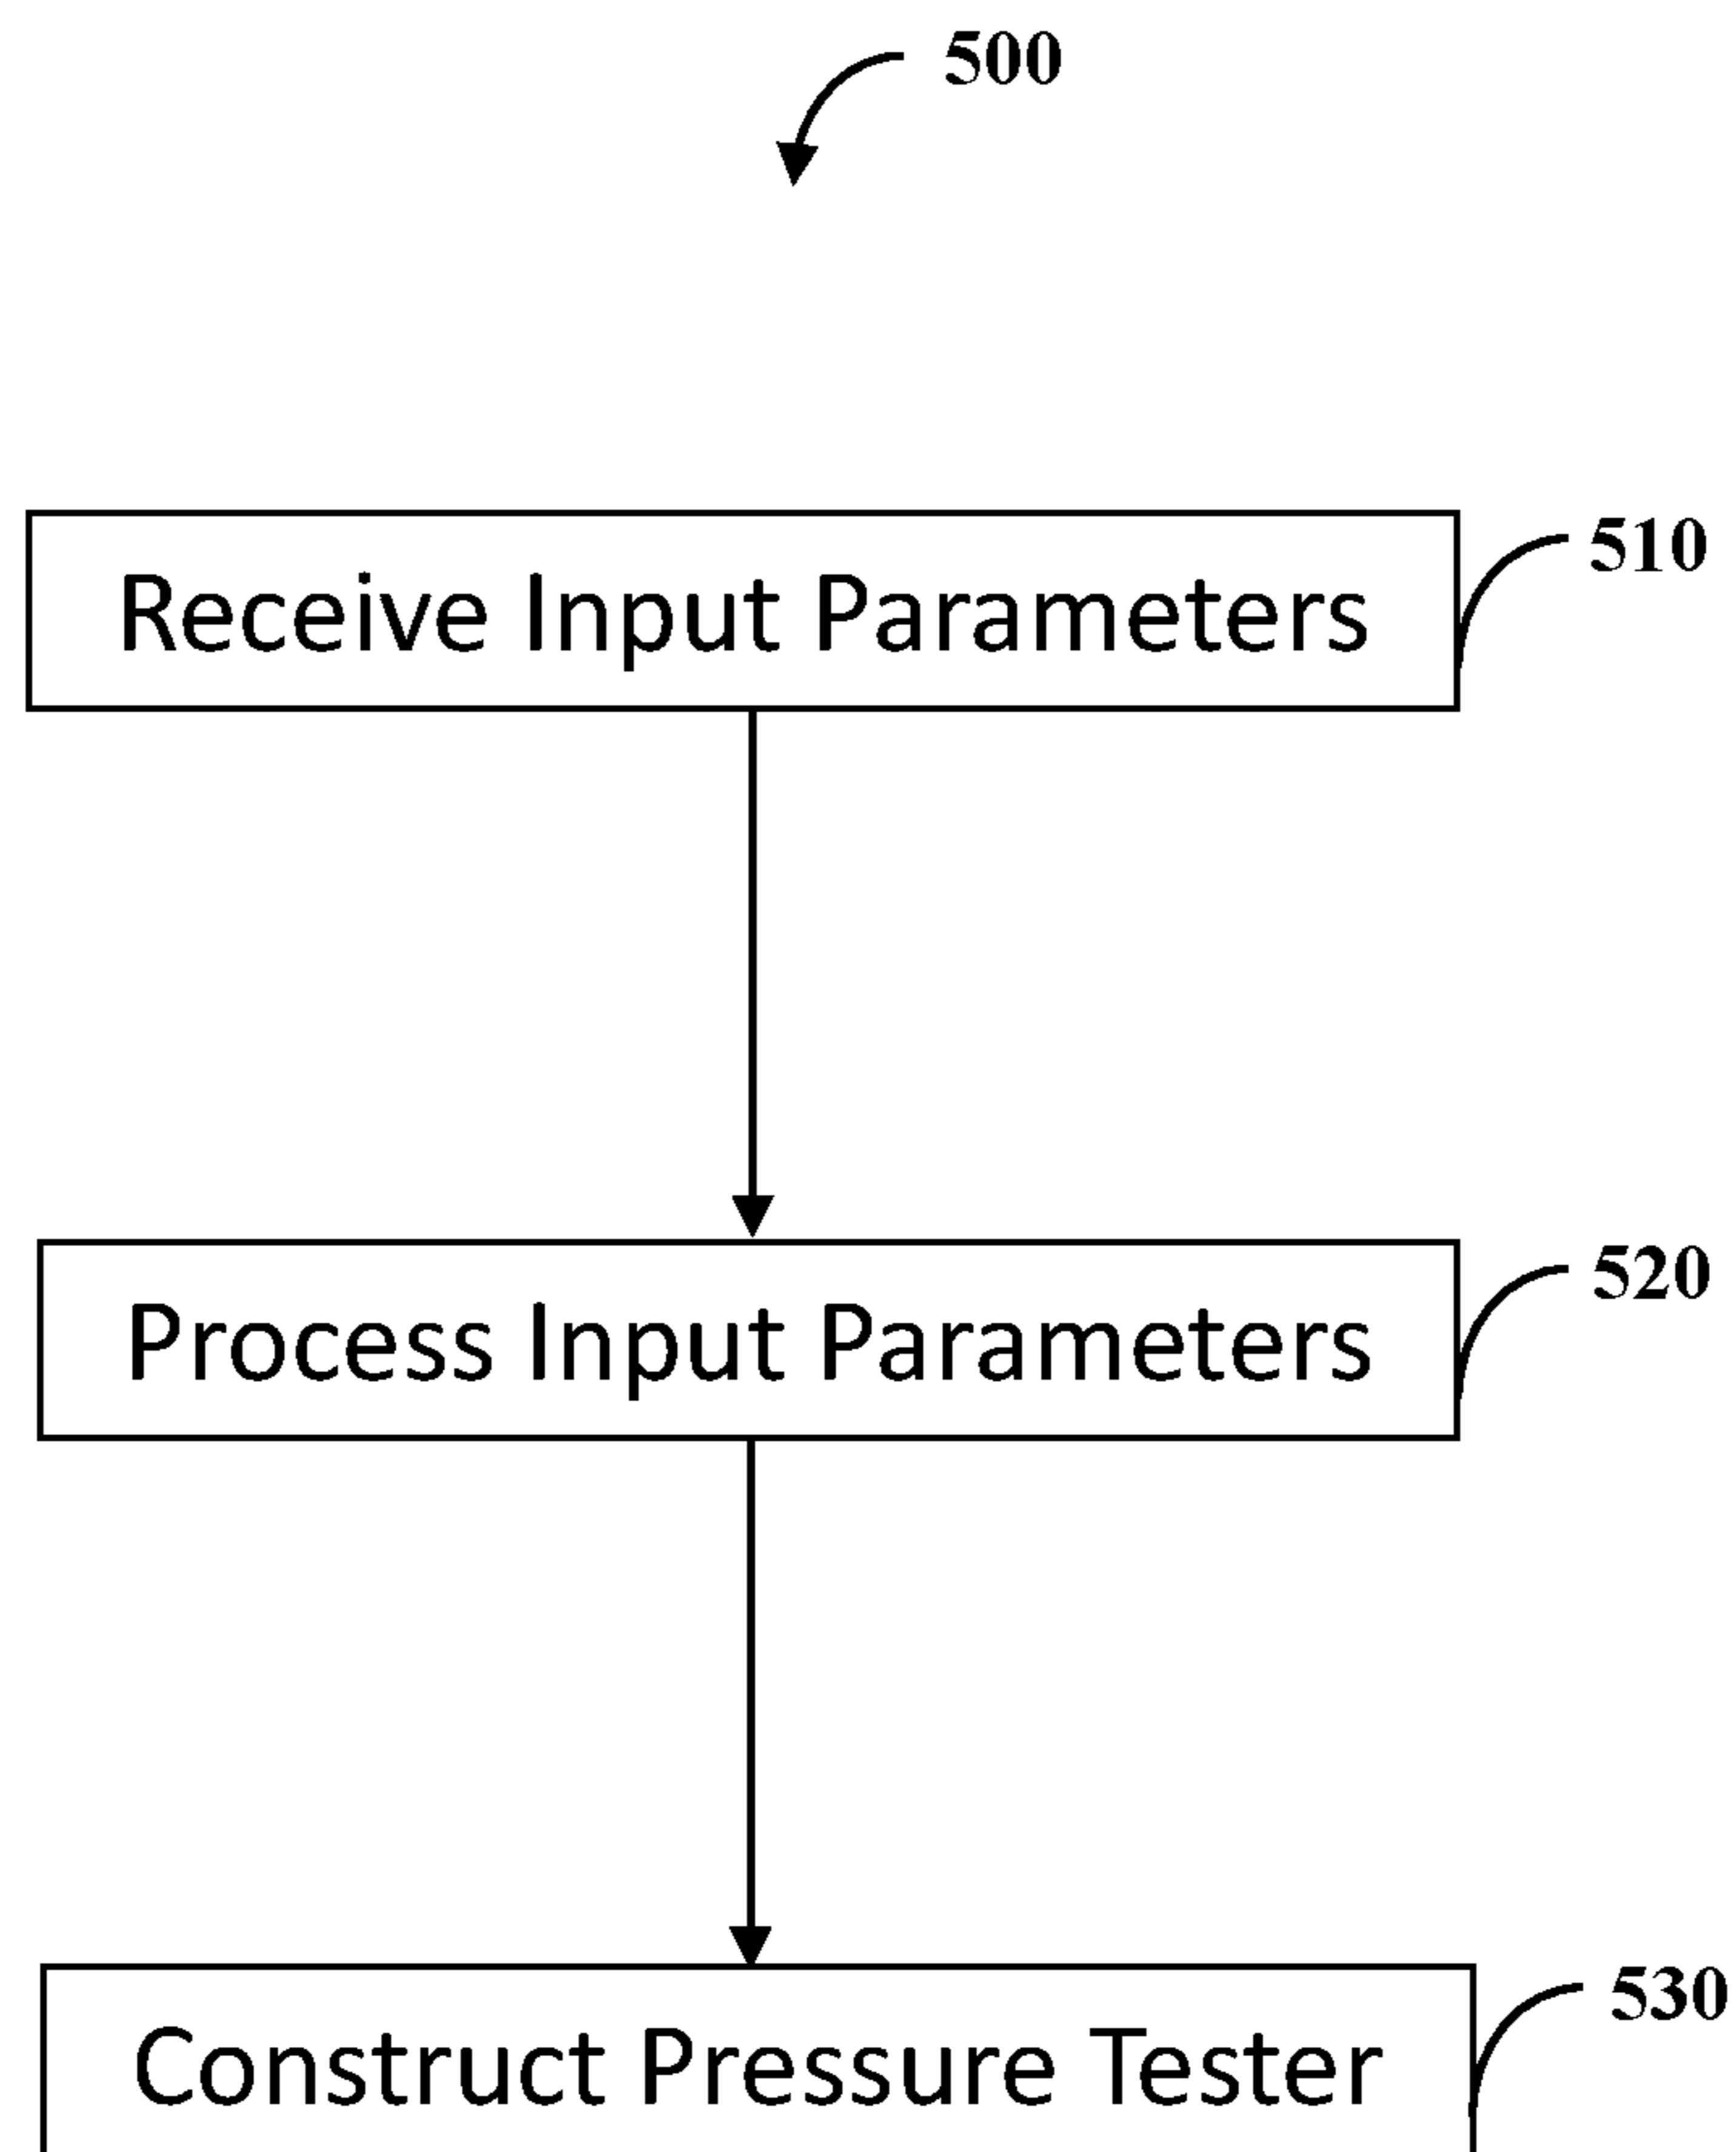 500
Receive Input Parameters
510
Process Input Parameters
520
Construct Pressure Tester
530